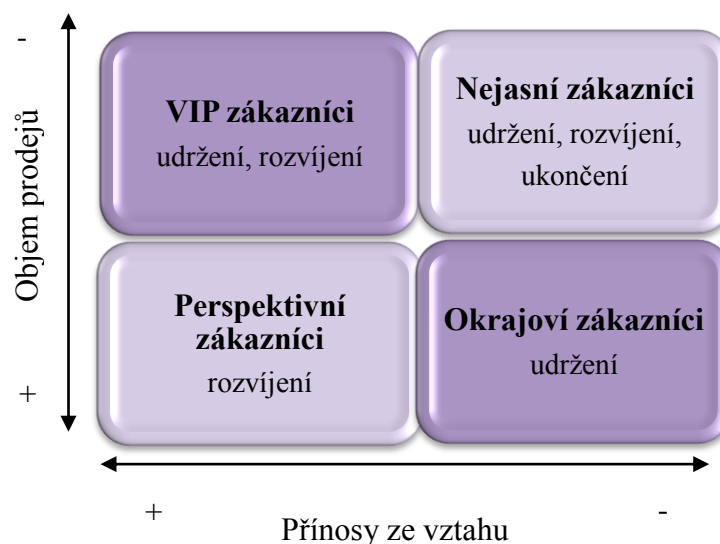 -
Objem prodejů
+
VIP zákazníci
udržení, rozvíjení
Nejasní zákazníci
udržení, rozvíjení,
ukončení
Perspektivní
zákazníci
rozvíjení
Okrajoví zákazníci
udržení
+
-
Přínosy ze vztahu